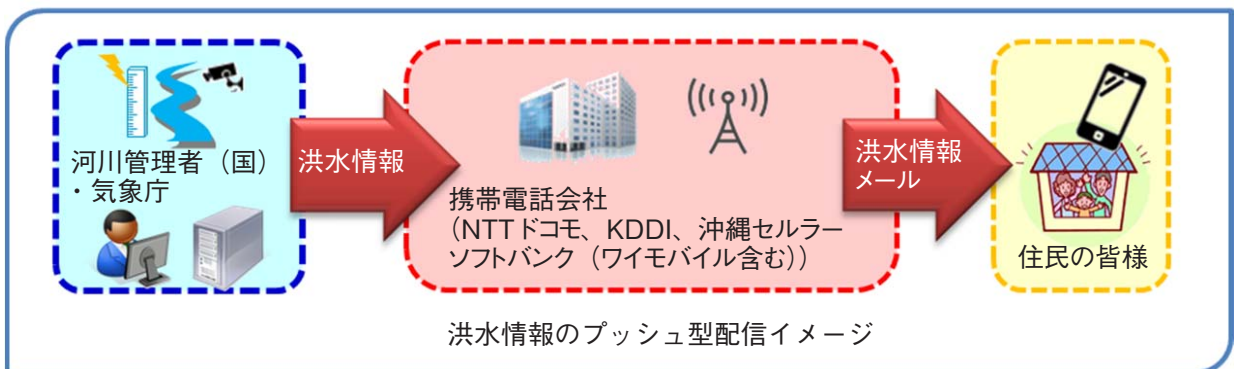 河川管理者（国）
・気象庁
洪水情報
携帯電話会社
（NTTドコモ、KDDI、沖縄セルラー
ソフトバンク（ワイモバイル含む））
洪水情報
メール
住民の皆様
洪水情報のプッシュ型配信イメージ